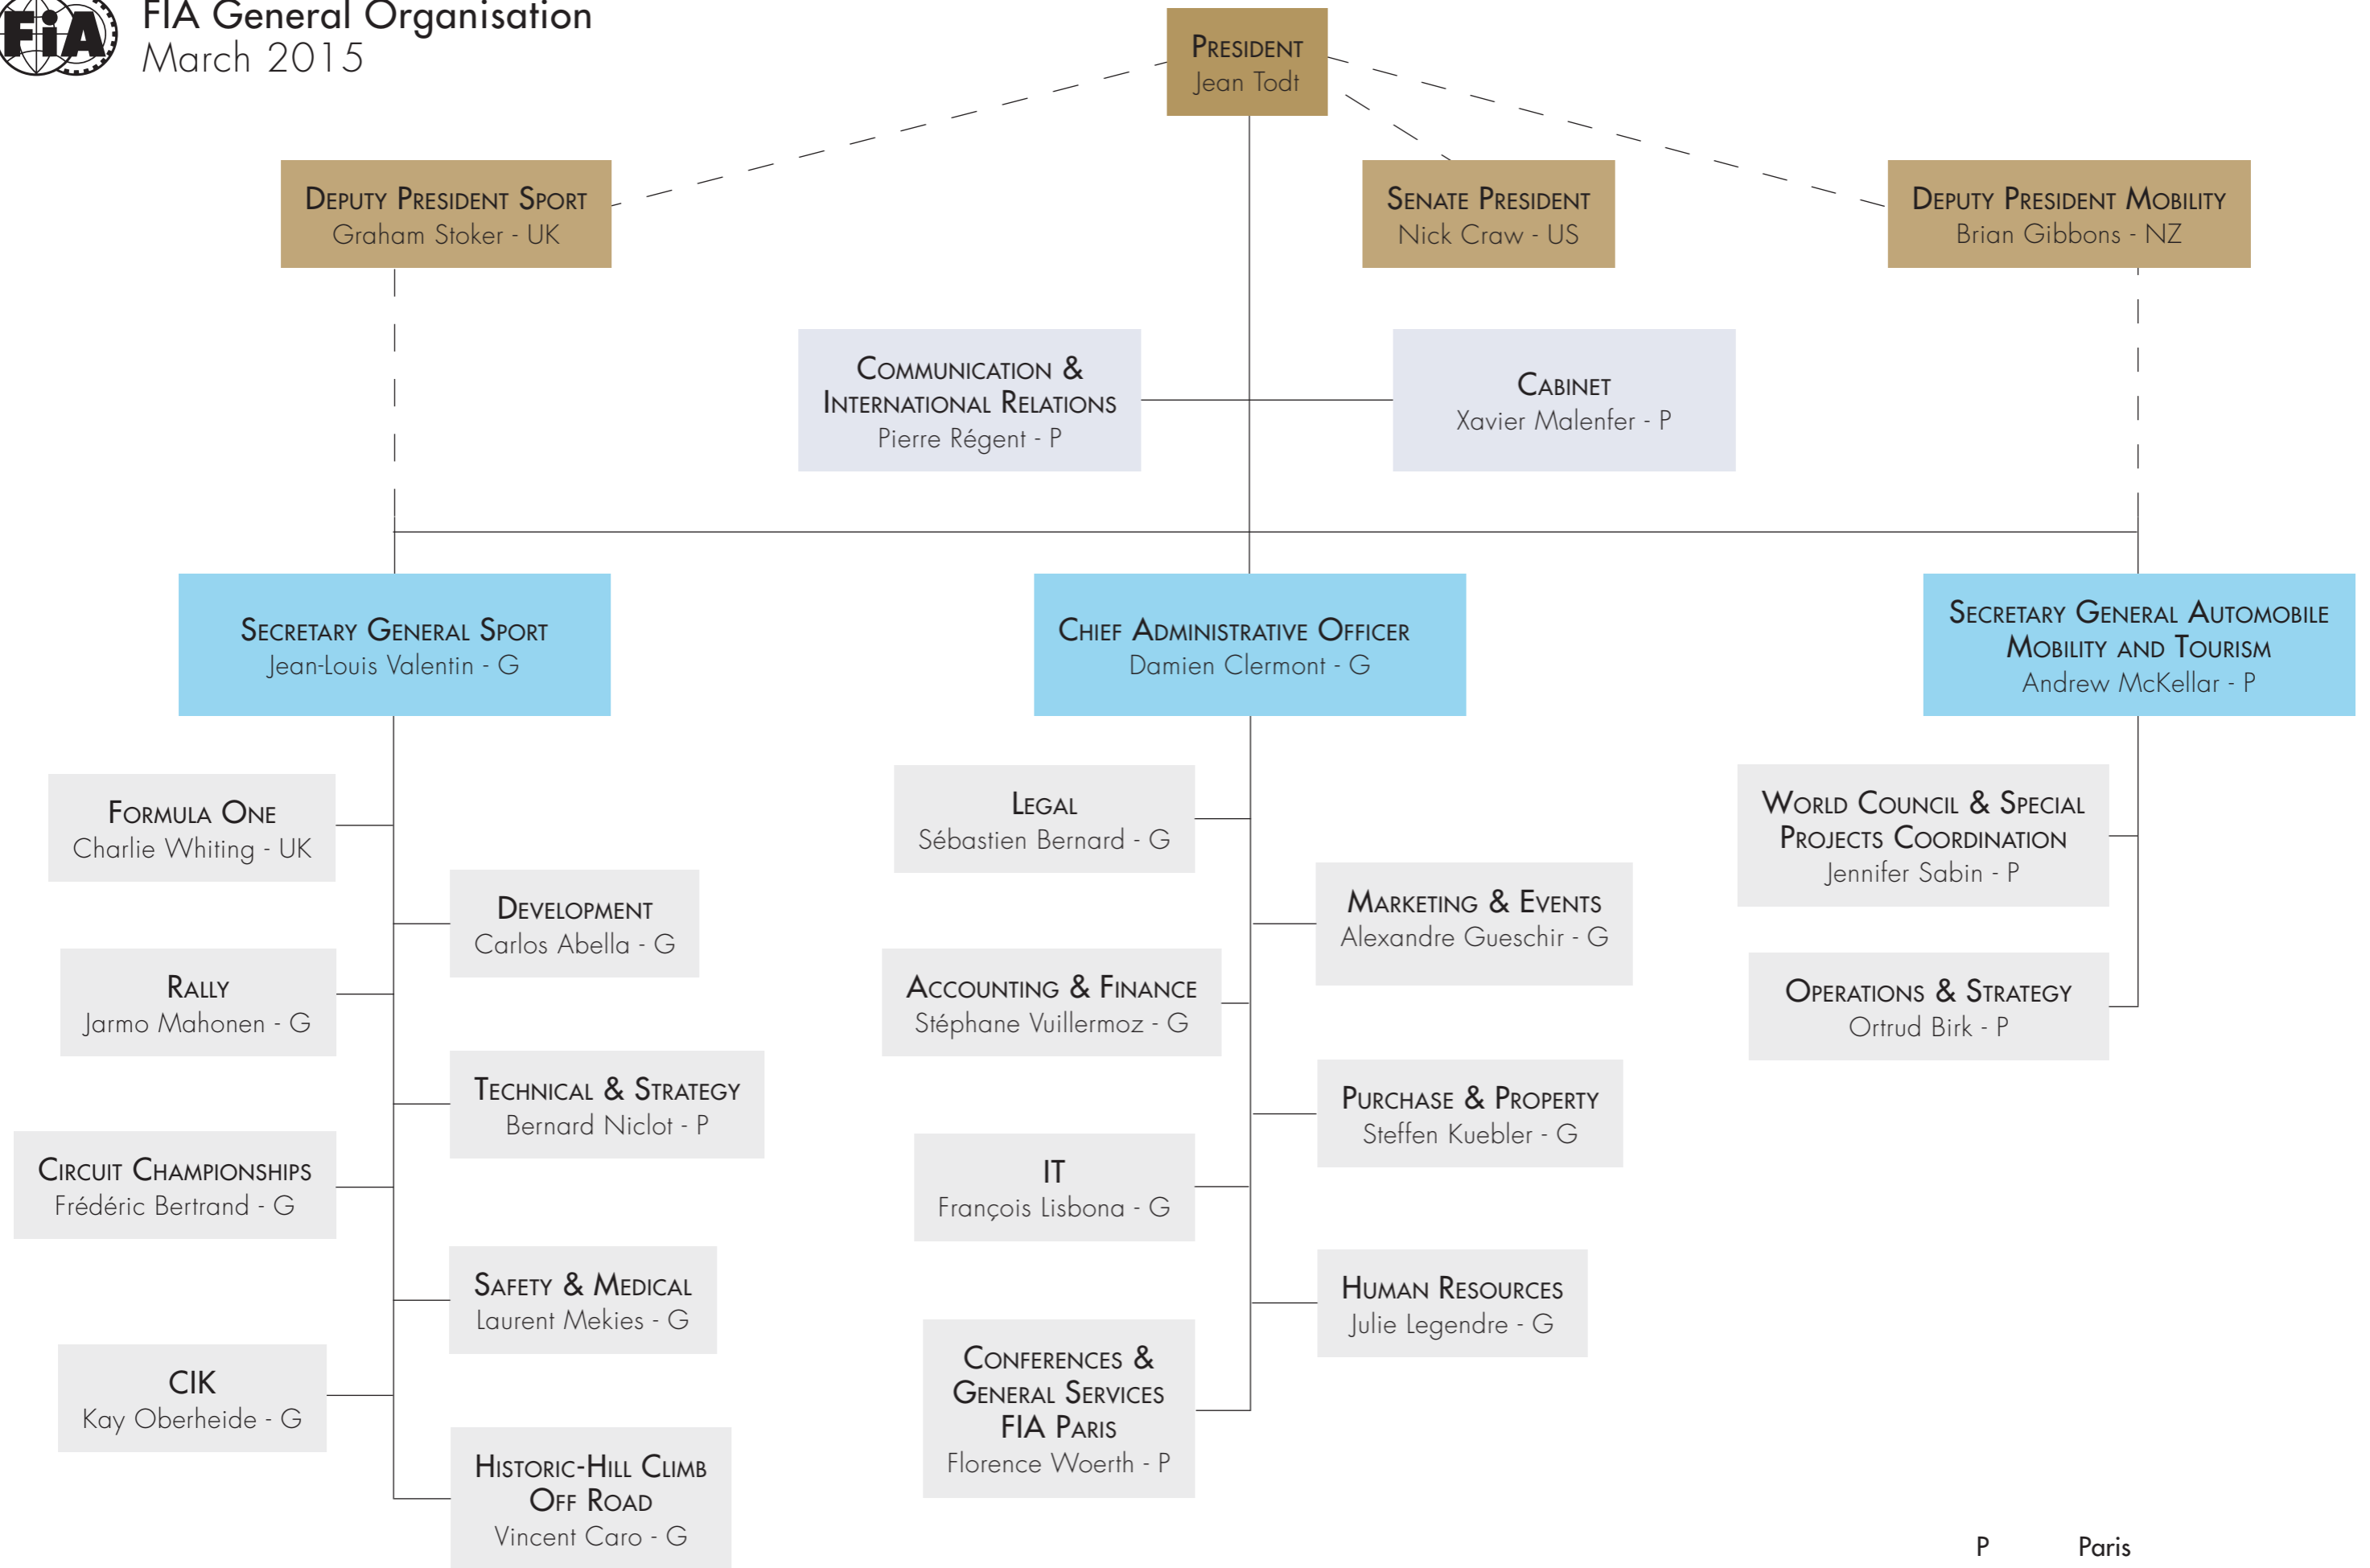 FiA
FIA General Organisation
March 2015
PRESIDENT
Jean Todt
DEPUTY PRESIDENT SPORT
Graham Stoker - UK
SENATE PRESIDENT
Nick Craw - US
DEPUTY PRESIDENT MOBILITY
Brian Gibbons - NZ
COMMUNICATION &
INTERNATIONAL RELATIONS
Pierre Régent - P
CABINET
Xavier Malenfer - P
SECRETARY GENERAL SPORT
Jean-Louis Valentin - G
CHIEF ADMINISTRATIVE OFFICER
Damien Clermont - G
SECRETARY GENERAL AUTOMOBILE
MOBILITY AND TOURISM
Andrew McKellar - P
FORMULA ONE
Charlie Whiting - UK
DEVELOPMENT
Carlos Abella - G
RALLY
Jarmo Mahonen - G
TECHNICAL & STRATEGY
Bernard Niclot - P
CIRCUIT CHAMPIONSHIPS
Frédéric Bertrand - G
SAFETY & MEDICAL
Laurent Mekies - G
CIK
Kay Oberheide - G
HISTORIC-HILL CLIMB
OFF ROAD
Vincent Caro - G
LEGAL
Sébastien Bernard - G
MARKETING & EVENTS
Alexandre Gueschir - G
ACCOUNTING & FINANCE
Stéphane Vuillermoz - G
PURCHASE & PROPERTY
Steffen Kuebler - G
IT
François Lisbona - G
HUMAN RESOURCES
Julie Legendre - G
CONFERENCES &
GENERAL SERVICES
FIA PARIS
Florence Woerth - P
WORLD COUNCIL & SPECIAL
PROJECTS COORDINATION
Jennifer Sabin - P
OPERATIONS & STRATEGY
Ortrud Birk - P
P Paris